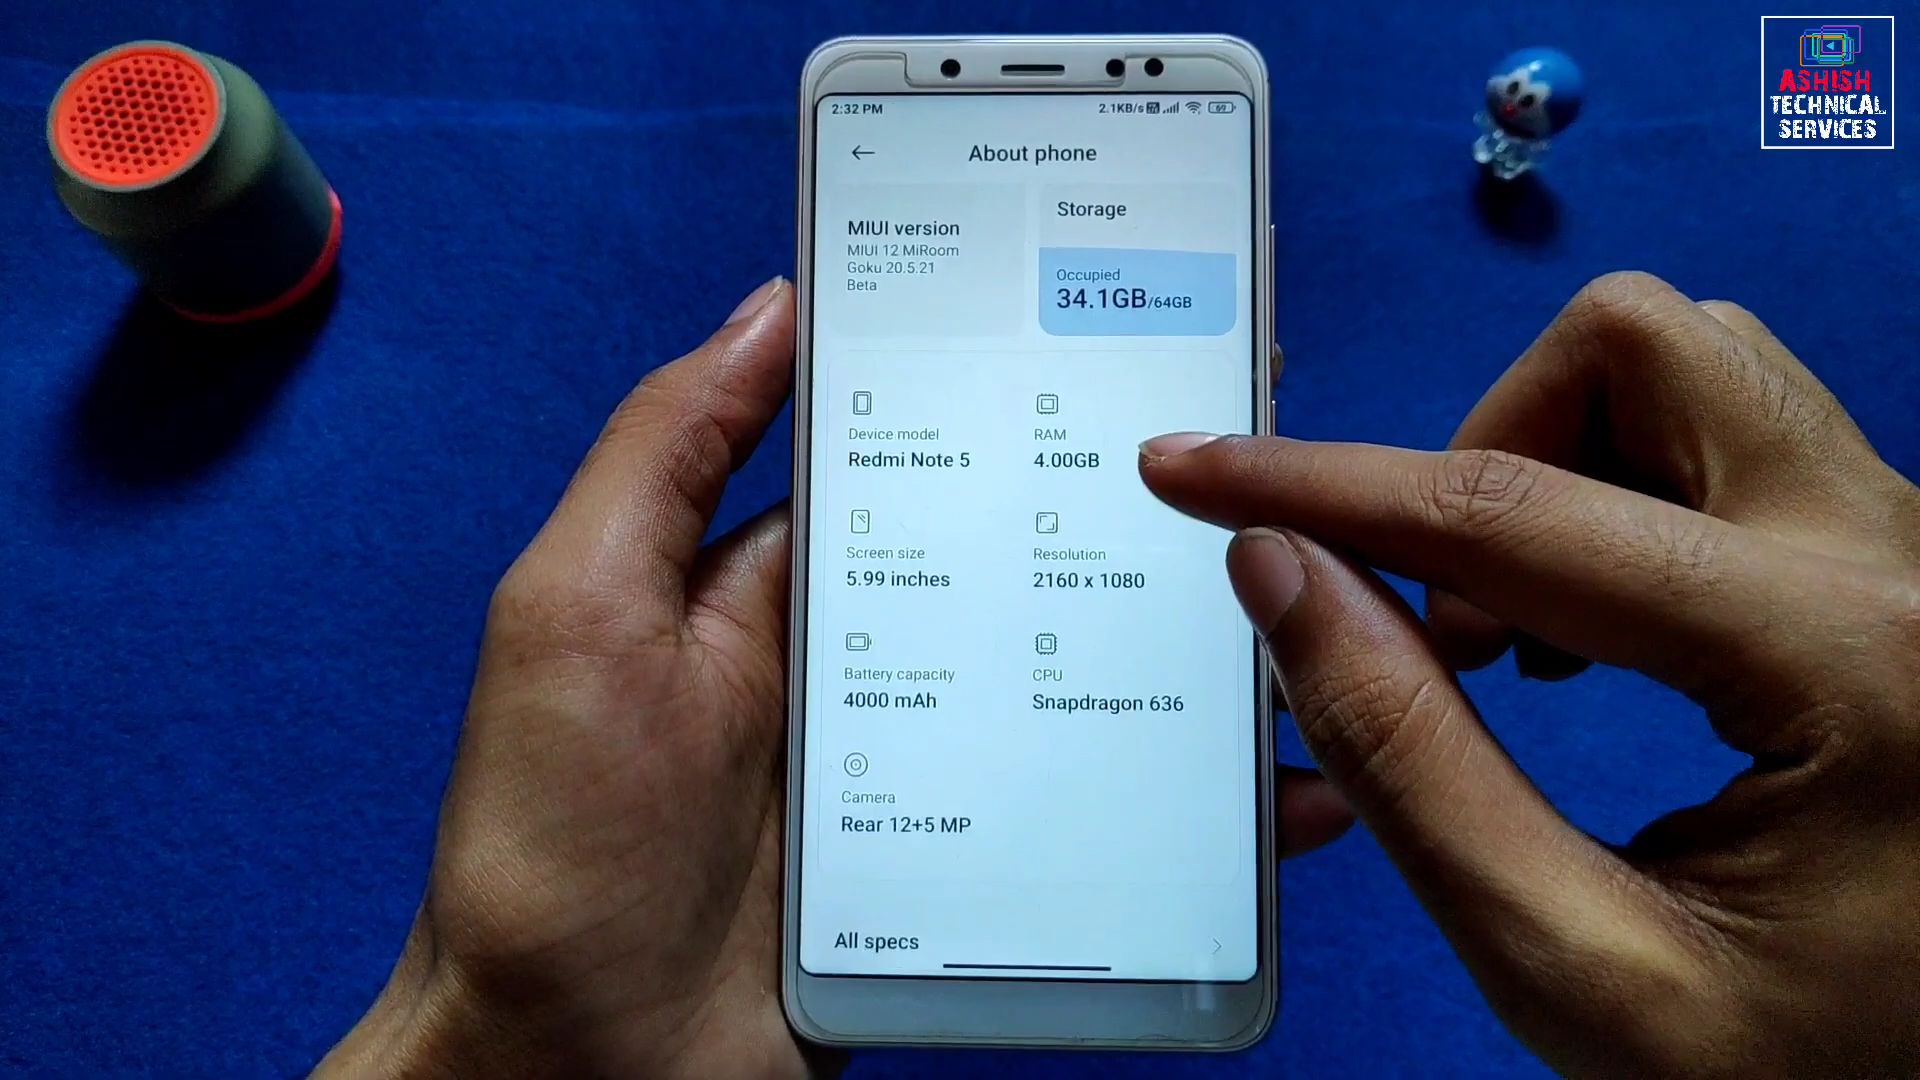 ASHISH
TECHNICAL
SERVICES
2:32 PM
2.1KB/s
69
About phone
MIUI version
MIUI 12 MiRoom
Goku 20.5.21
Beta
Storage
Occupied
34.1GB/64GB
Device model
Redmi Note 5
RAM
4.00GB
Screen size
5.99 inches
Resolution
2160 x 1080
Battery capacity
4000 mAh
CPU
Snapdragon 636
Camera
Rear 12+5 MP
All specs